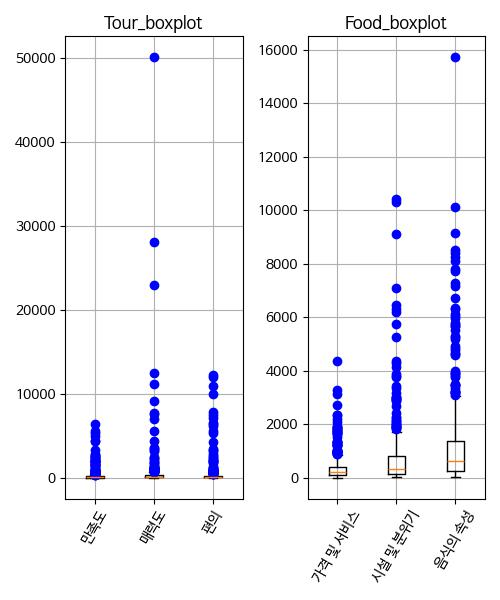 Tour_boxplot
50000
40000
30000
20000
10000
0
만족도
매력도
편의
Food_boxplot
16000
14000
12000
10000
8000
6000
4000
2000
0
가격 및 서비스
시설 및 분위기
음식의 속성